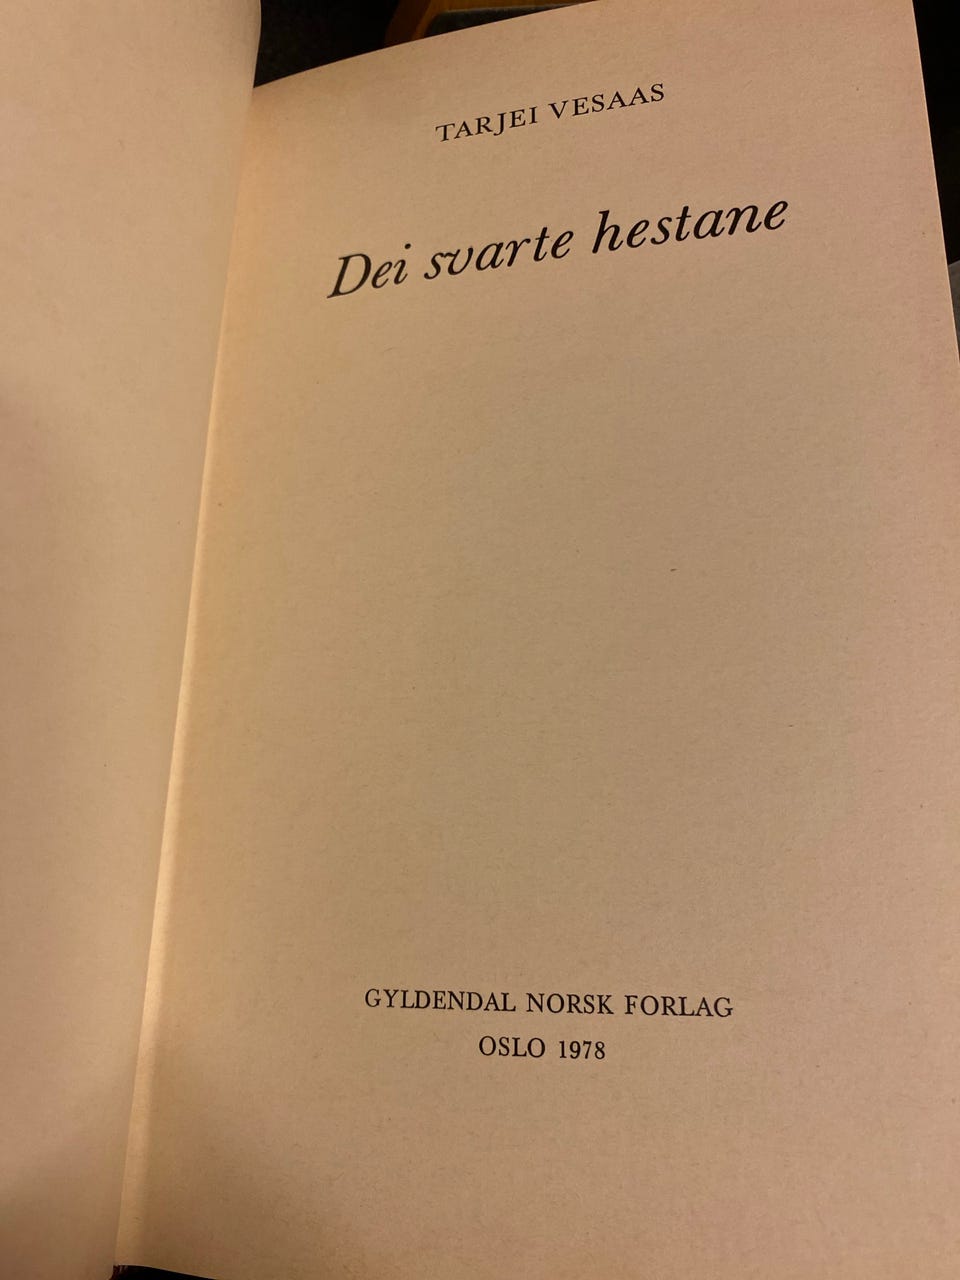 TARJEI VESAAS
Dei svarte hestane
GYLDENDAL NORSK FORLAG
OSLO 1978